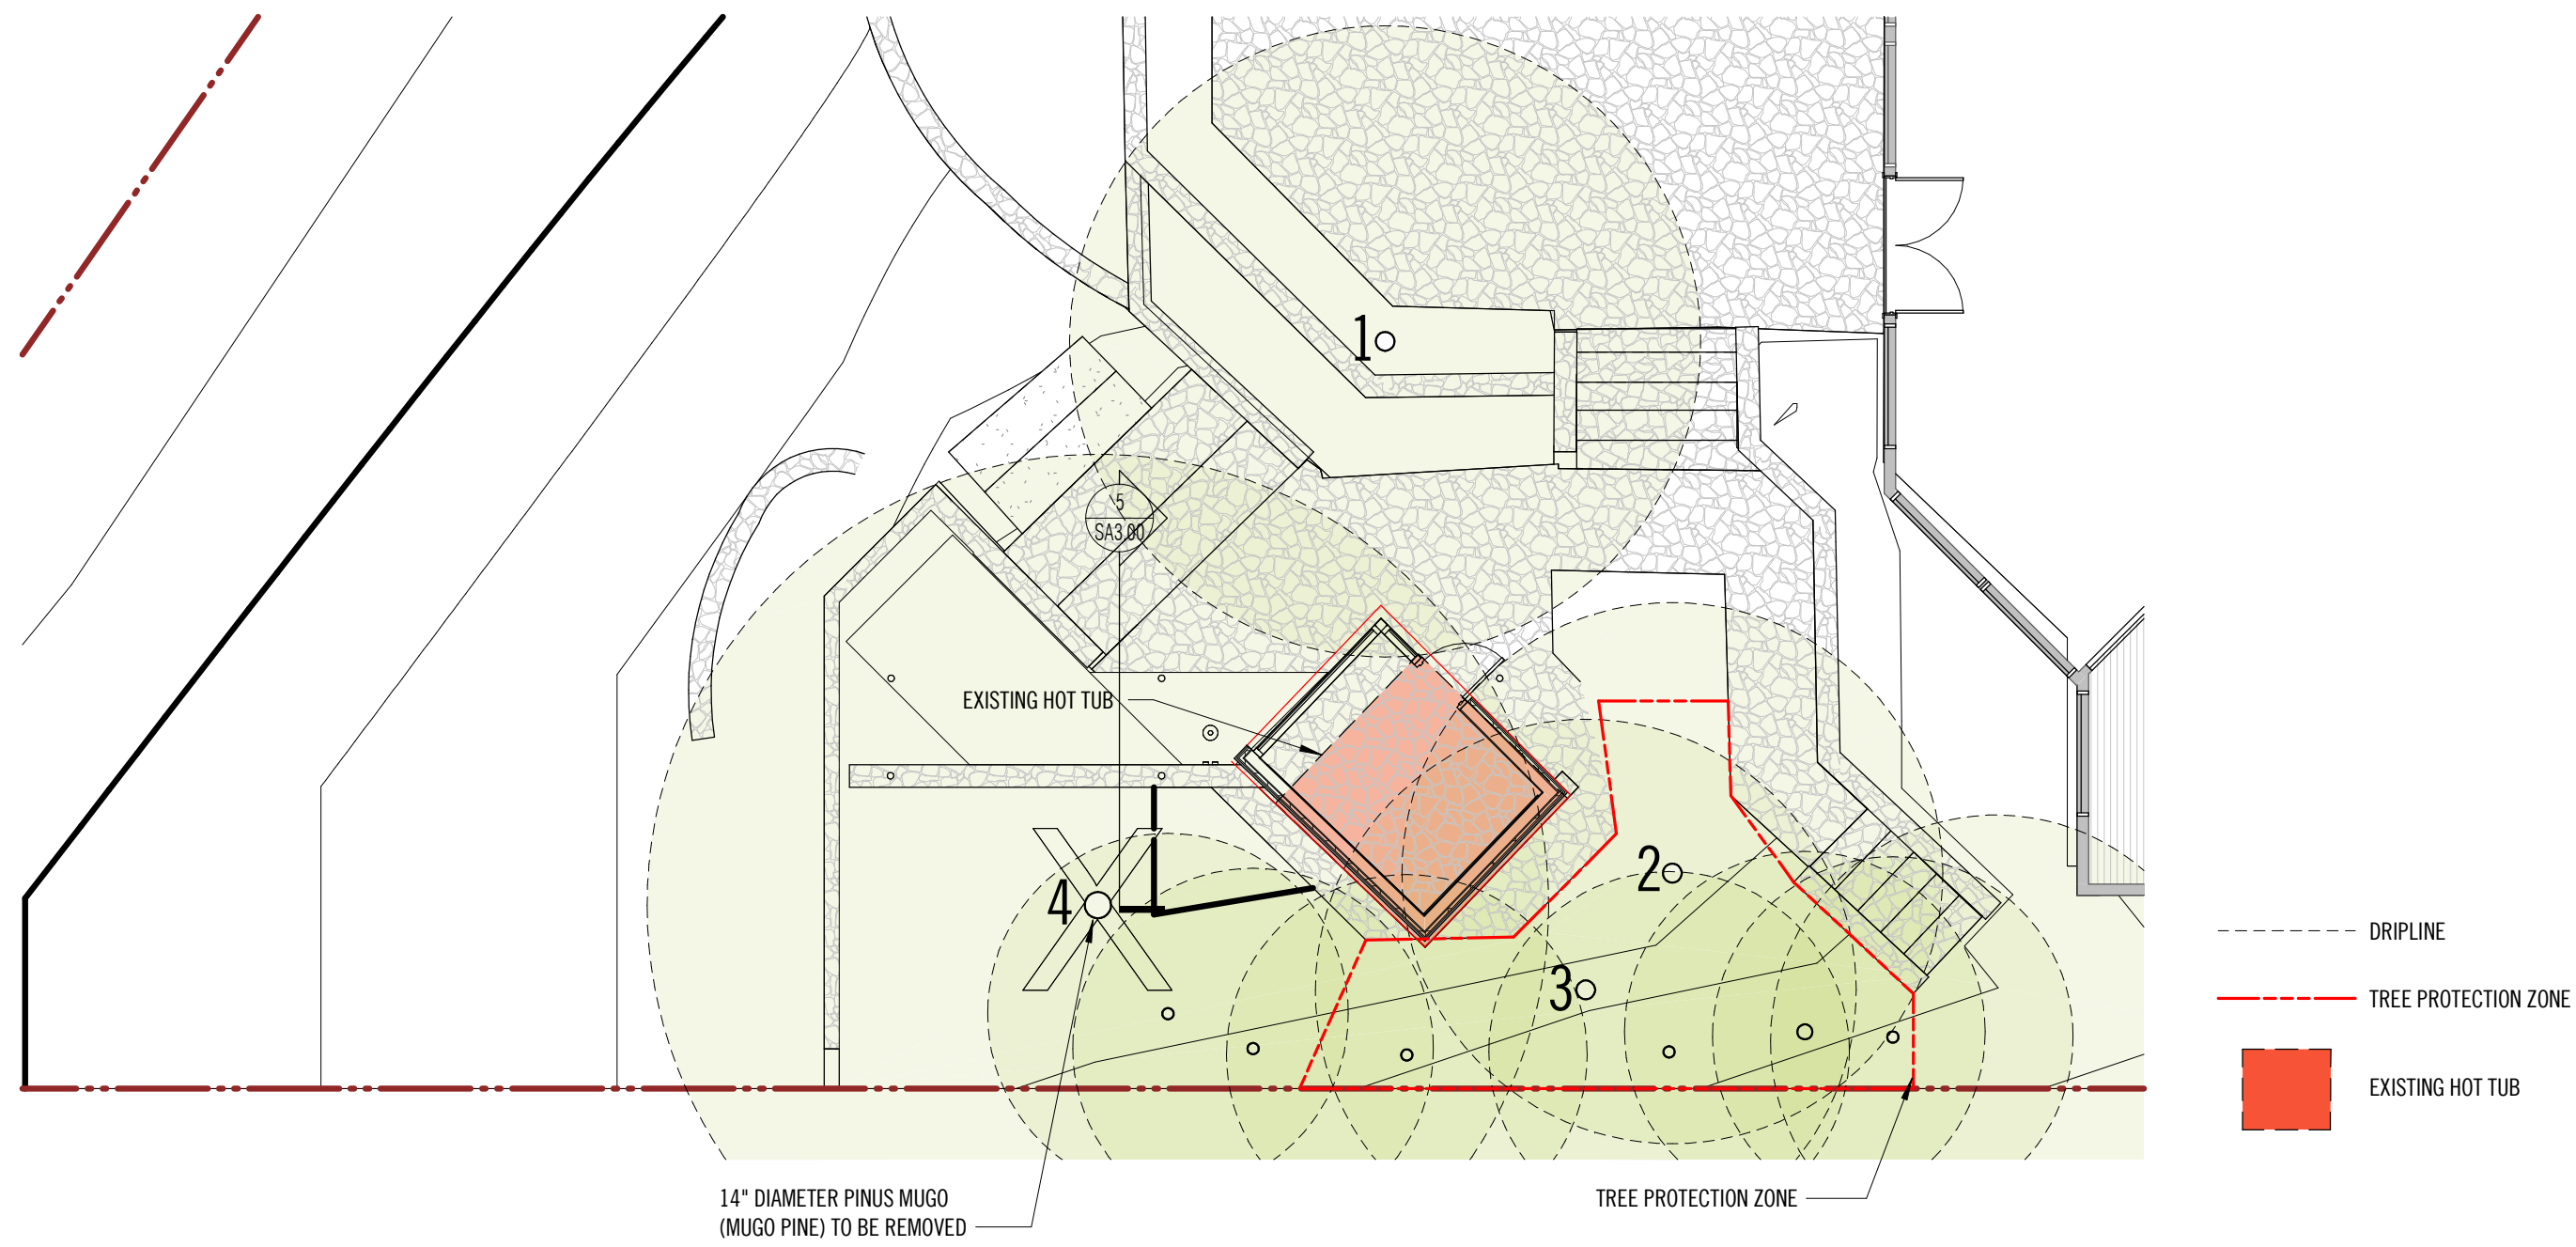 1
5
SA3.00
EXISTING HOT TUB
2
4
3
DRIPLINE
TREE PROTECTION ZONE
EXISTING HOT TUB
14" DIAMETER PINUS MUGO
(MUGO PINE) TO BE REMOVED
TREE PROTECTION ZONE